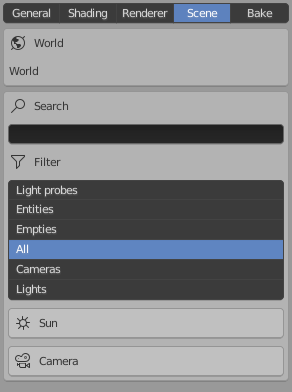 General Shading Renderer Scene Bake
World
World
Search
Filter
Light probes
Entities
Empties
All
Cameras
Lights
Sun
Camera